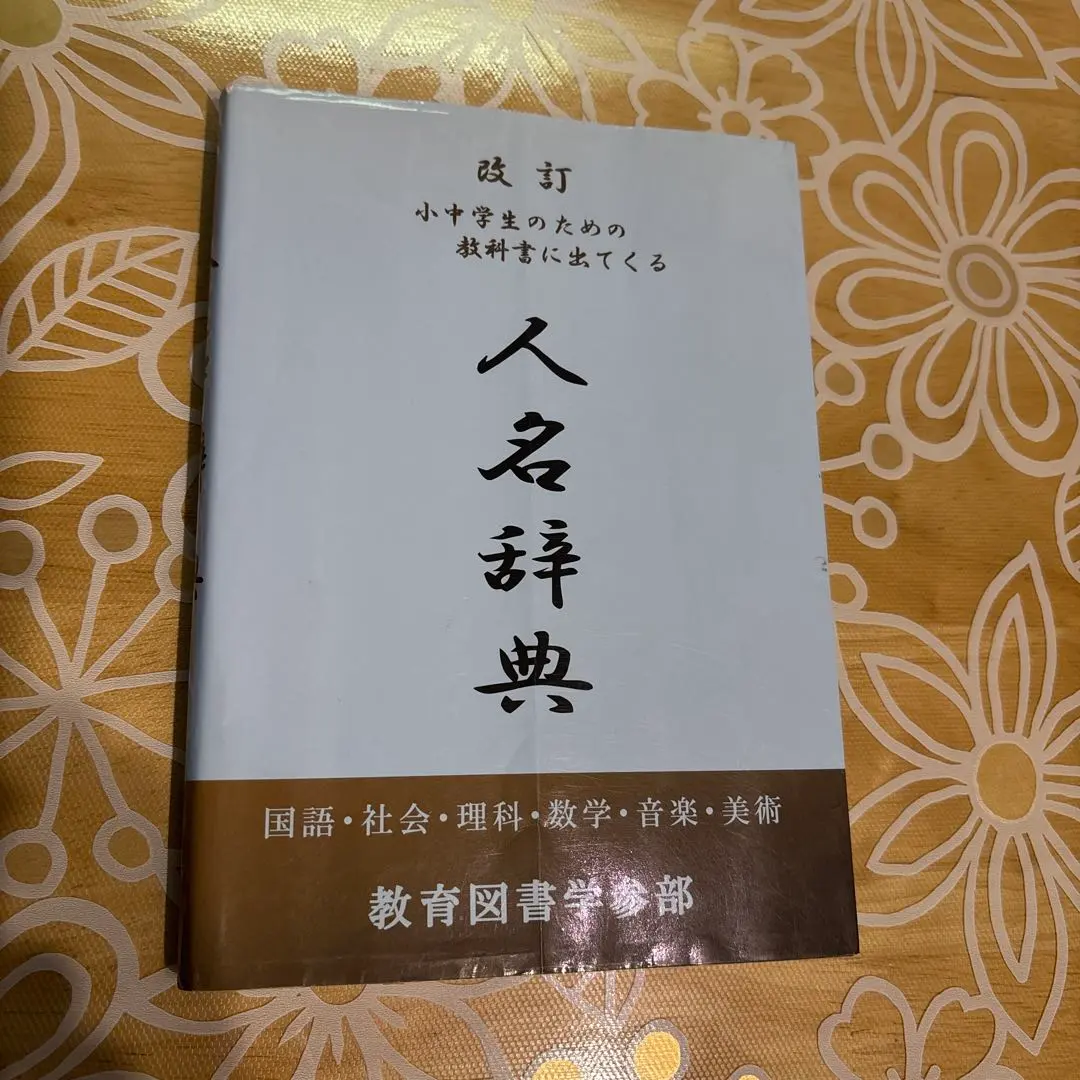 改訂
小中学生のための
教科書に出てくる
人名辞典
国語・社会・理科・数学・音楽・美術
教育図書学参部